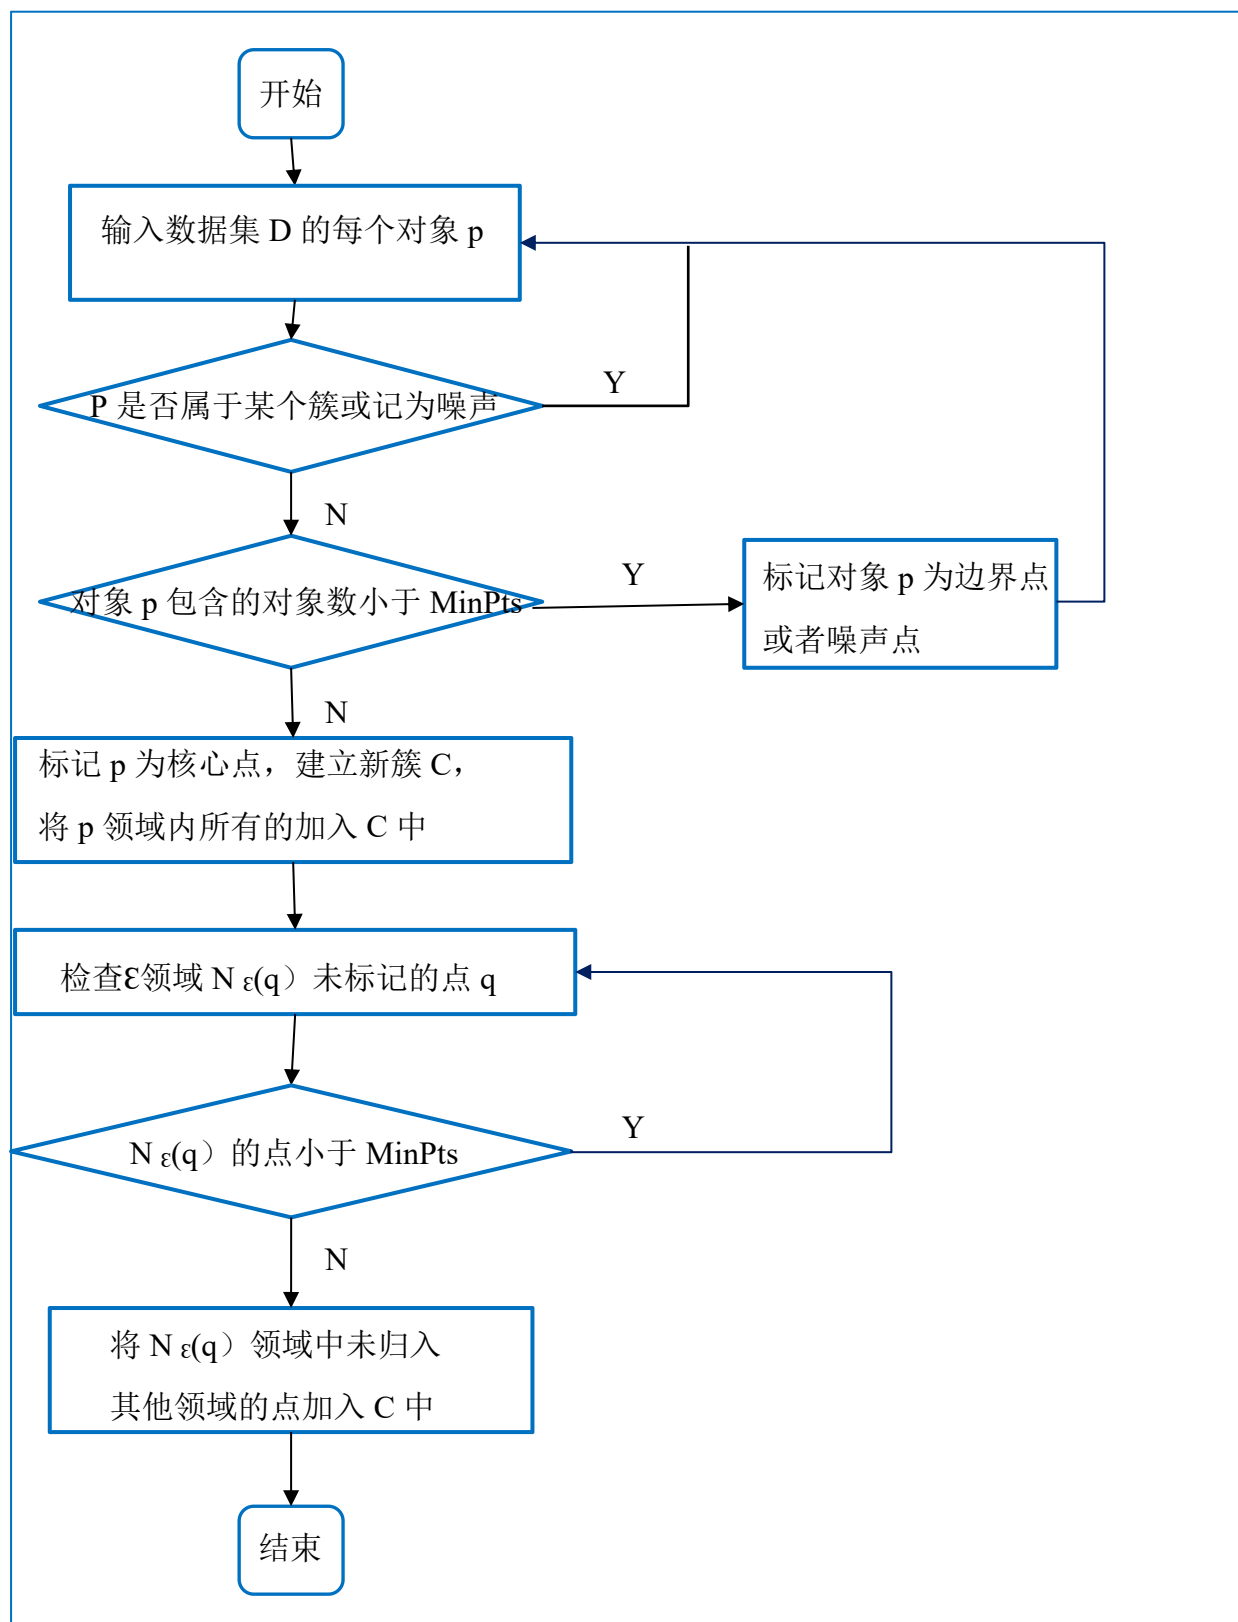 开始
输入数据集 D 的每个对象 p
P 是否属于某个簇或记为噪声
Y
N
对象 p 包含的对象数小于 MinPts
Y
标记对象 p 为边界点
或者噪声点
N
标记 p 为核心点，建立新簇 C，
将 p 领域内所有的加入 C 中
检查ε领域 N ε(q）未标记的点 q
N ε(q）的点小于 MinPts
Y
N
将 N ε(q）领域中未归入
其他领域的点加入 C 中
结束